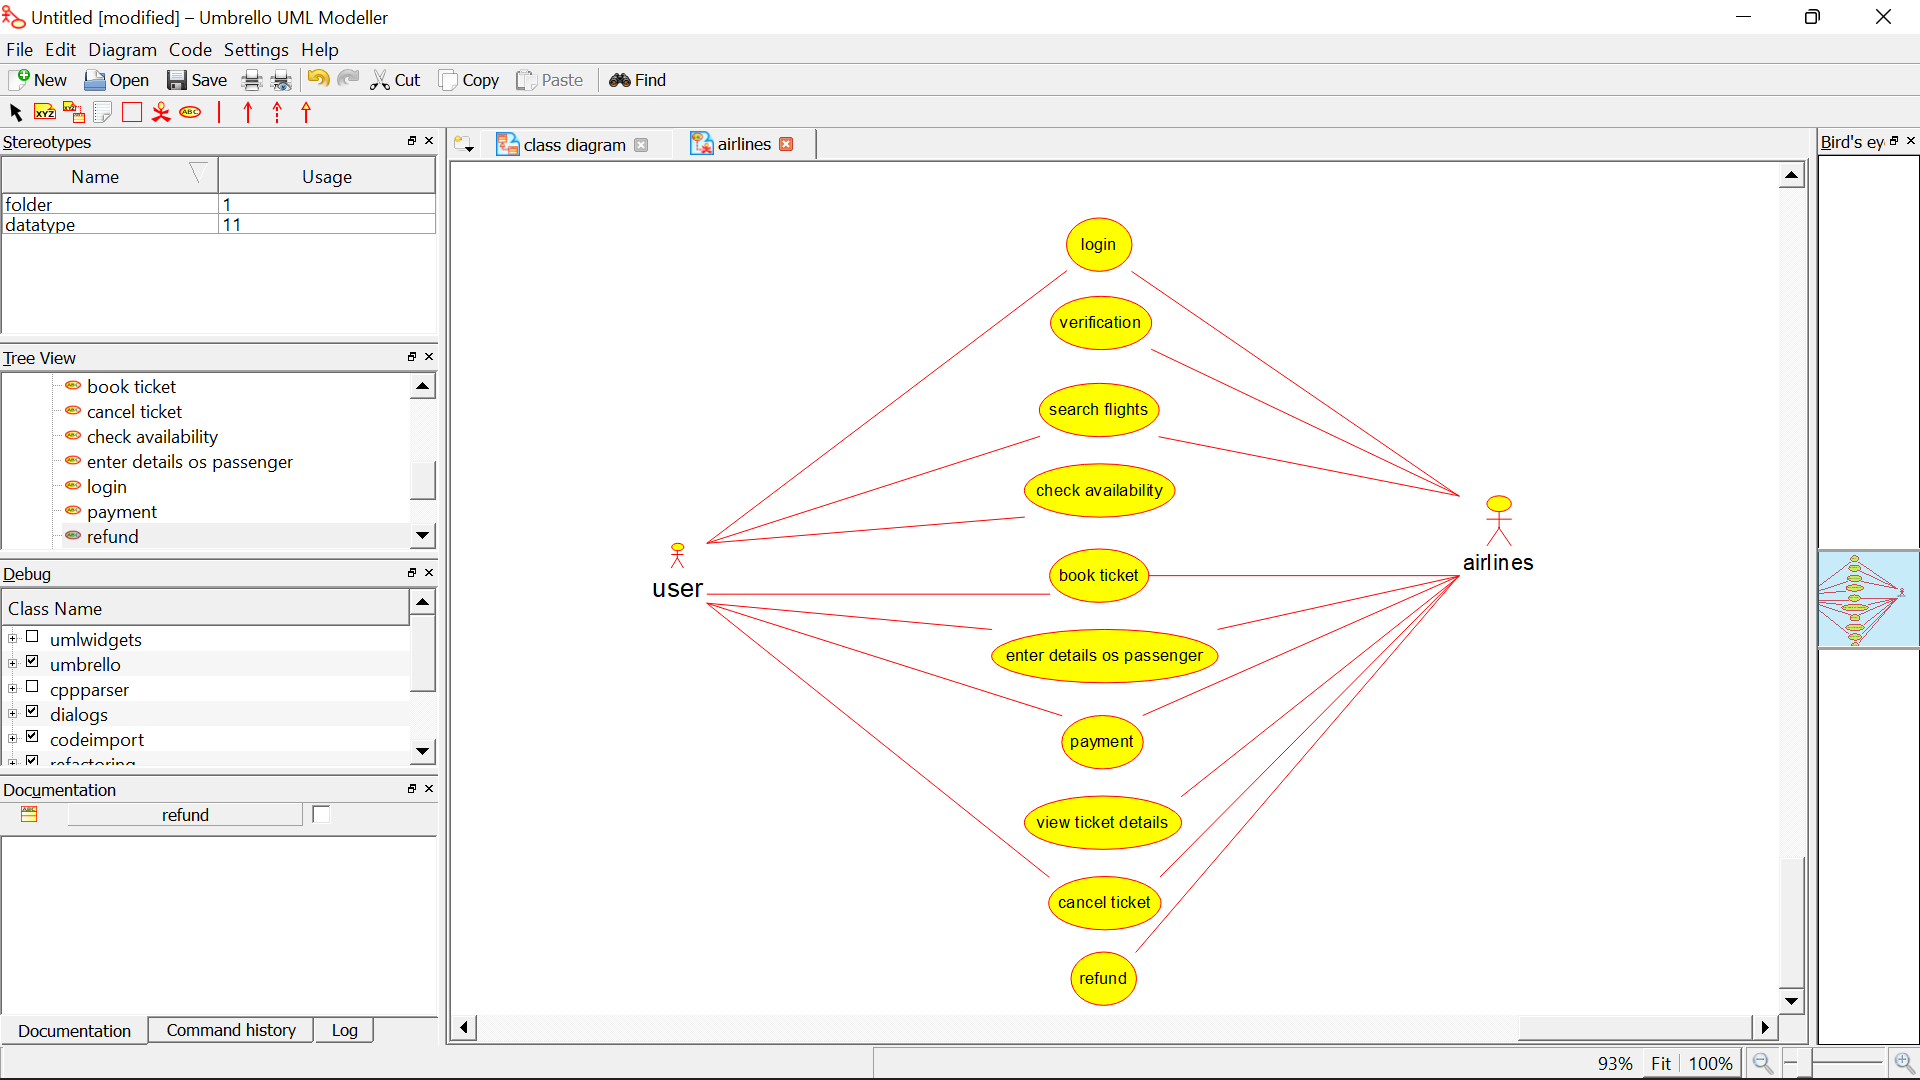 Untitled [modified] – Umbrello UML Modeller
File Edit Diagram Code Settings Help
New Open Save Cut Copy Paste Find
XYZ XYZ ABC
Stereotypes
Name Usage
folder 1
datatype 11
Tree View
book ticket
cancel ticket
check availability
enter details os passenger
login
payment
refund
Debug
Class Name
umlwidgets
umbrello
cppparser
dialogs
codeimport
refactoring
Documentation
refund
Documentation Command history Log
class diagram airlines
login
verification
search flights
check availability
book ticket
enter details os passenger
payment
view ticket details
cancel ticket
refund
user
airlines
Bird's ey
93% Fit 100%